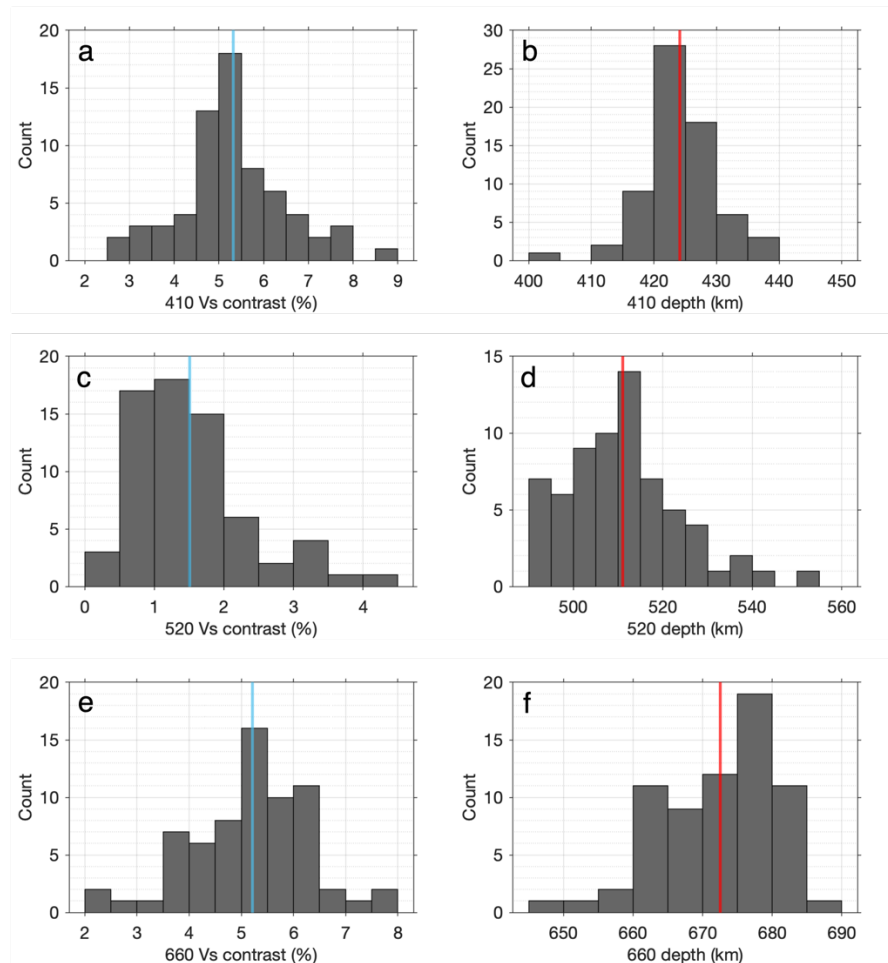 a
20
15
10
5
0
Count
2 3 4 5 6 7 8 9
410 Vs contrast (%)
b
30
25
20
15
10
5
0
Count
400 410 420 430 440 450
410 depth (km)
c
20
15
10
5
0
Count
0 1 2 3 4
520 Vs contrast (%)
d
15
10
5
0
Count
500 520 540 560
520 depth (km)
e
20
15
10
5
0
Count
2 3 4 5 6 7 8
660 Vs contrast (%)
f
20
15
10
5
0
Count
650 660 670 680 690
660 depth (km)